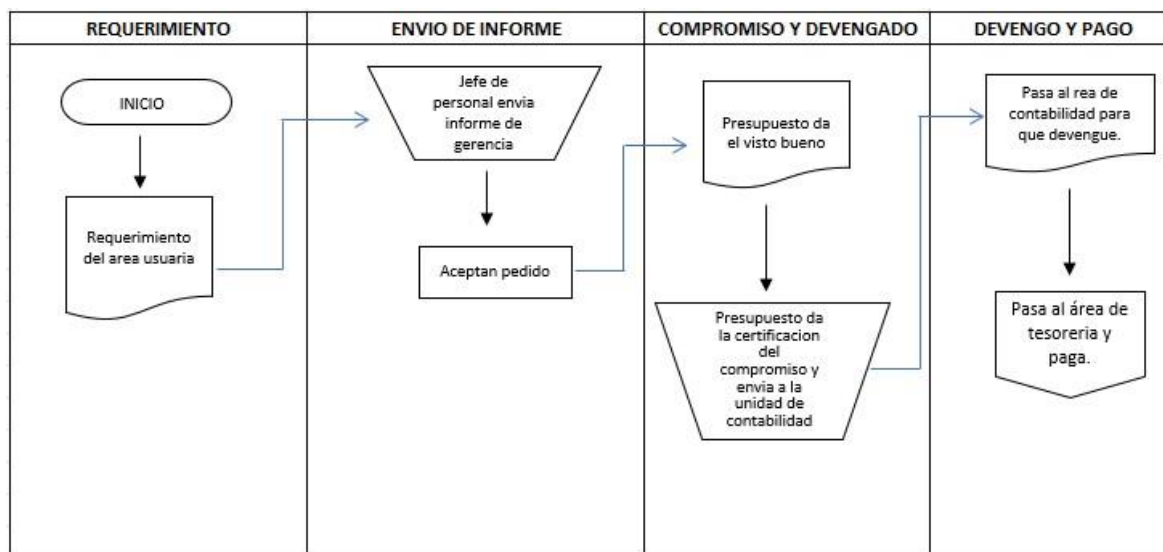 REQUERIMIENTO
ENVIO DE INFORME
COMPROMISO Y DEVENGADO
DEVENGO Y PAGO
INICIO
Requerimiento
del area usuaria
Jefe de
personal envia
informe de
gerencia
Aceptan pedido
Presupuesto da
el visto bueno
Presupuesto da
la certificacion
del
compromiso y
envia a la
unidad de
contabilidad
Pasa al rea de
contabilidad para
que devengue.
Pasa al área de
tesoreria y
paga.